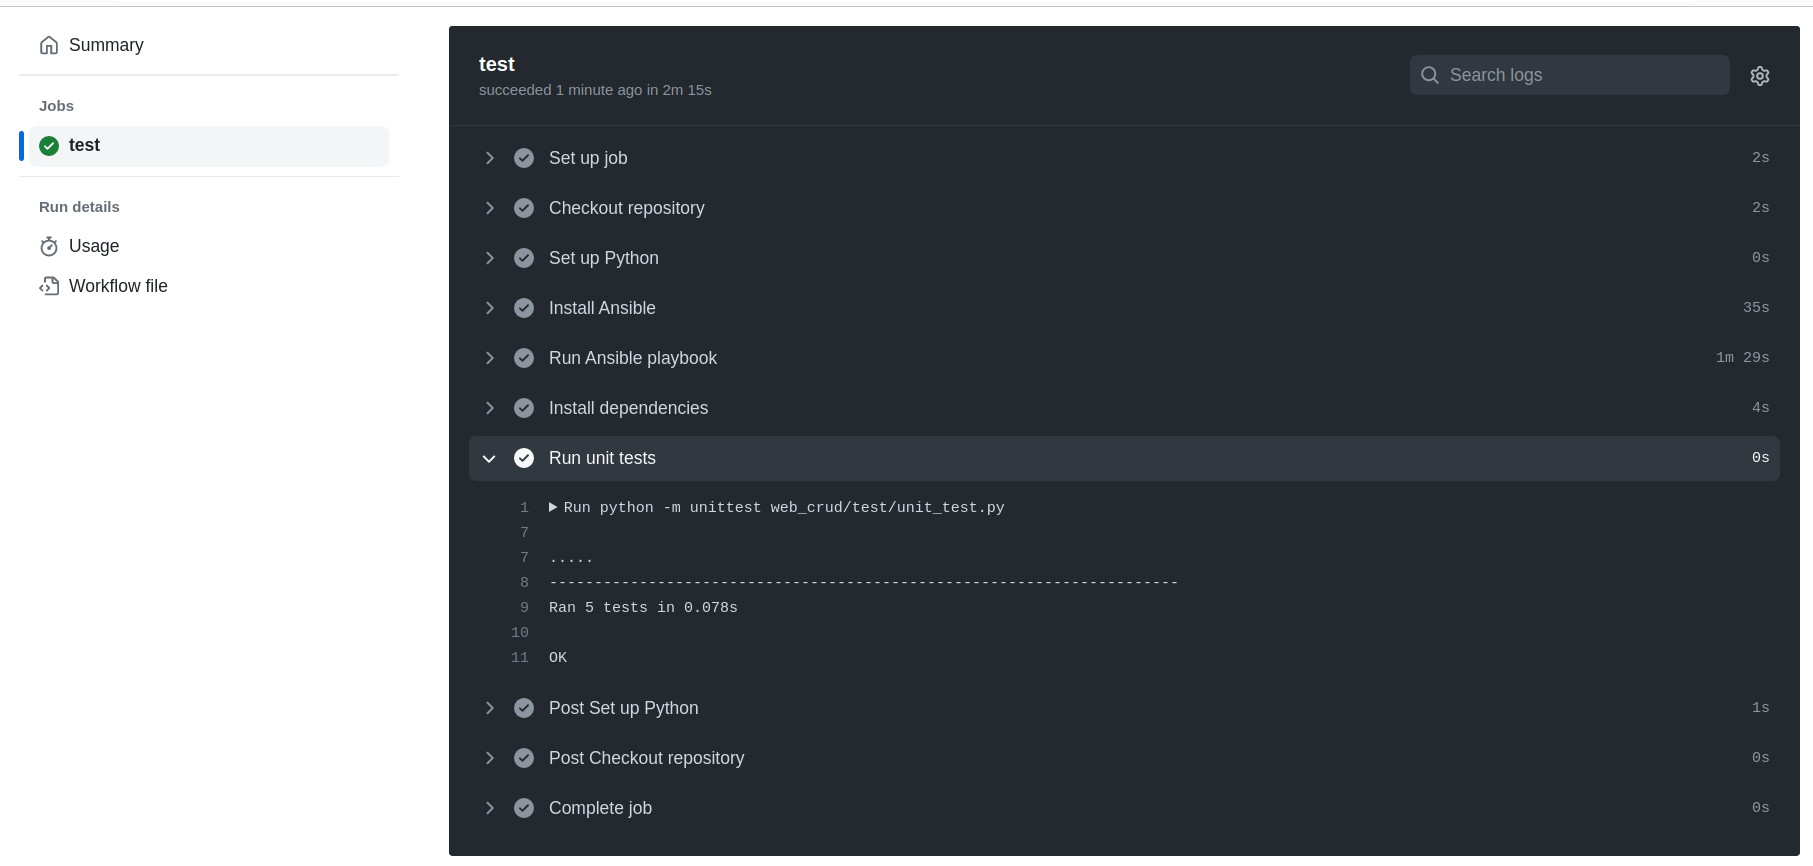 Summary
Jobs
test
Run details
Usage
Workflow file
test
succeeded 1 minute ago in 2m 15s
Search logs
Set up job 2s
Checkout repository 2s
Set up Python 0s
Install Ansible 35s
Run Ansible playbook 1m 29s
Install dependencies 4s
Run unit tests 0s
1 ▶ Run python -m unittest web_crud/test/unit_test.py
7
7 .....
8 ----------------------------------------------------------------------
9 Ran 5 tests in 0.078s
10
11 OK
Post Set up Python 1s
Post Checkout repository 0s
Complete job 0s